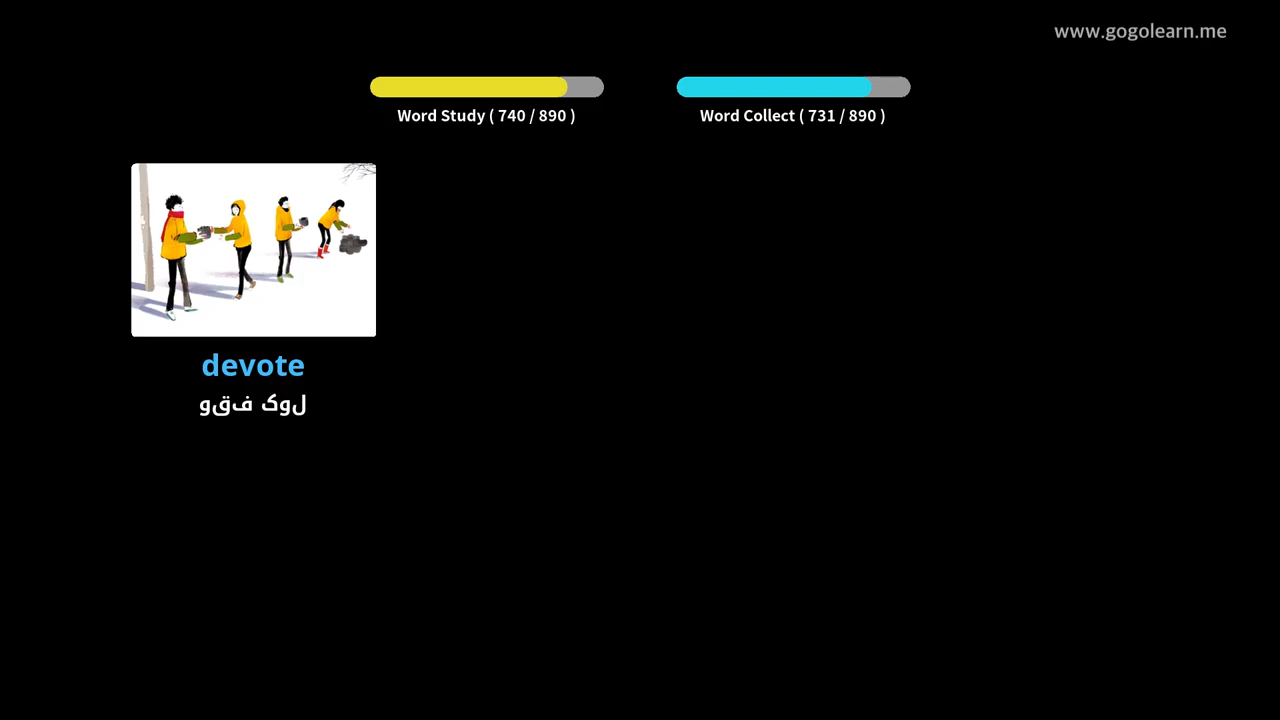 www.gogolearn.me
Word Study ( 740 / 890 )
Word Collect ( 731 / 890 )
devote
لوک فقو